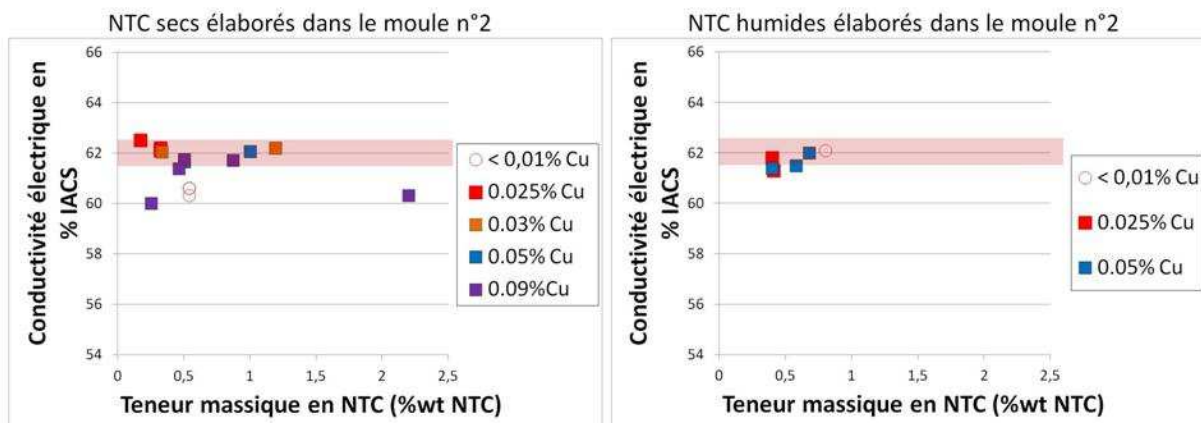 NTC secs élaborés dans le moule n°2
66
64
62
60
58
56
54
0
0,5
1
1,5
2
2,5
Conductivité électrique en
% IACS
Teneur massique en NTC (%wt NTC)
< 0,01% Cu
0.025% Cu
0.03% Cu
0.05% Cu
0.09%Cu
NTC humides élaborés dans le moule n°2
66
64
62
60
58
56
54
0
0,5
1
1,5
2
2,5
Conductivité électrique en
% IACS
Teneur massique en NTC (%wt NTC)
< 0,01% Cu
0.025% Cu
0.05% Cu